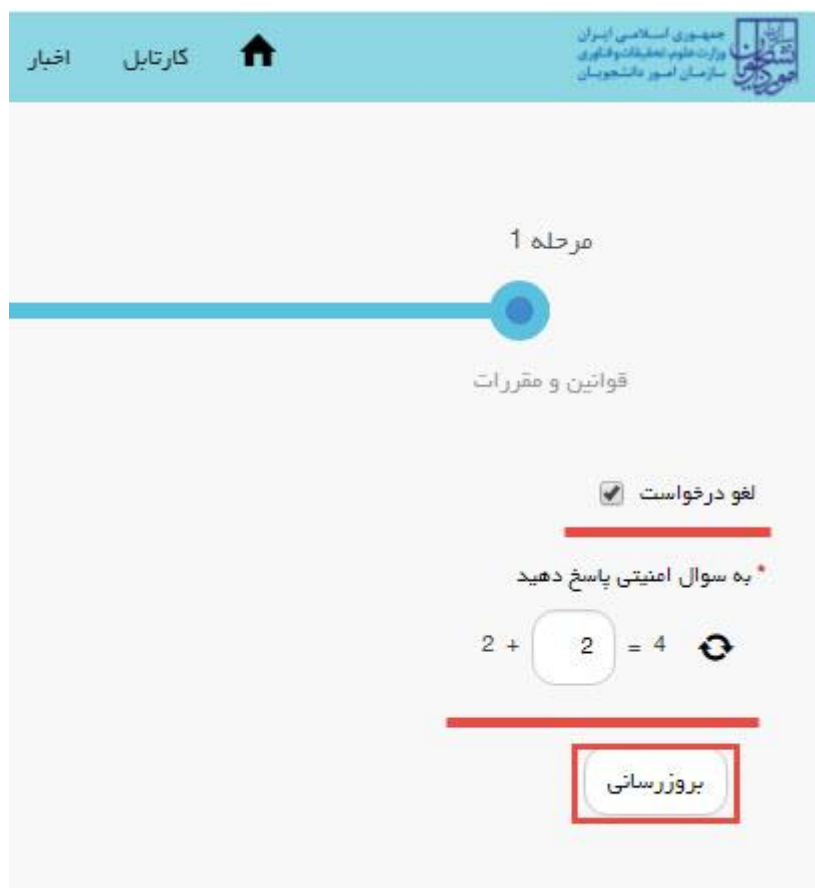 جمهوری اسلامی ایران
وزارت علوم، تحقیقات و فناوری
سازمان امور دانشجویان
کارتابل
اخبار
مرحله 1
قوانین و مقررات
لغو درخواست
* به سوال امنیتی پاسخ دهید
2 + 2 = 4
بروزرسانی